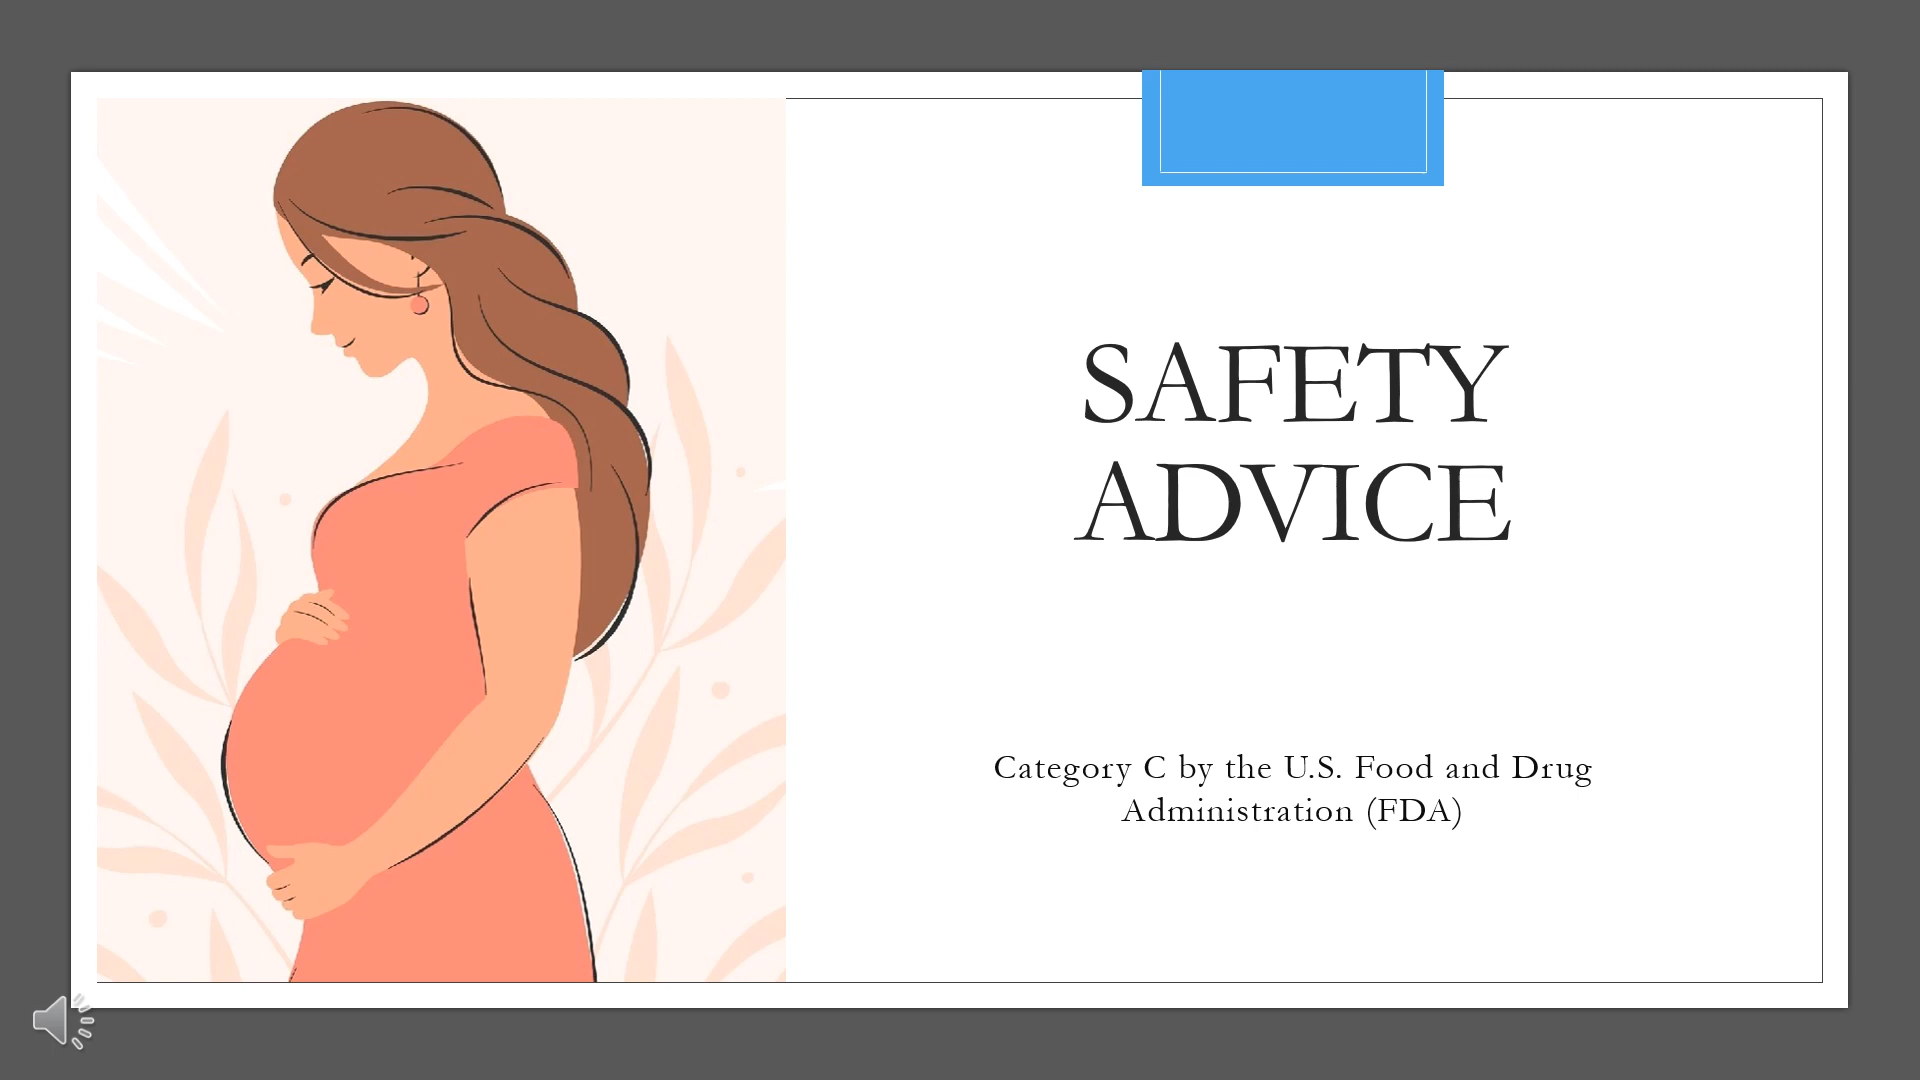 SAFETY
ADVICE
Category C by the U.S. Food and Drug
Administration (FDA)